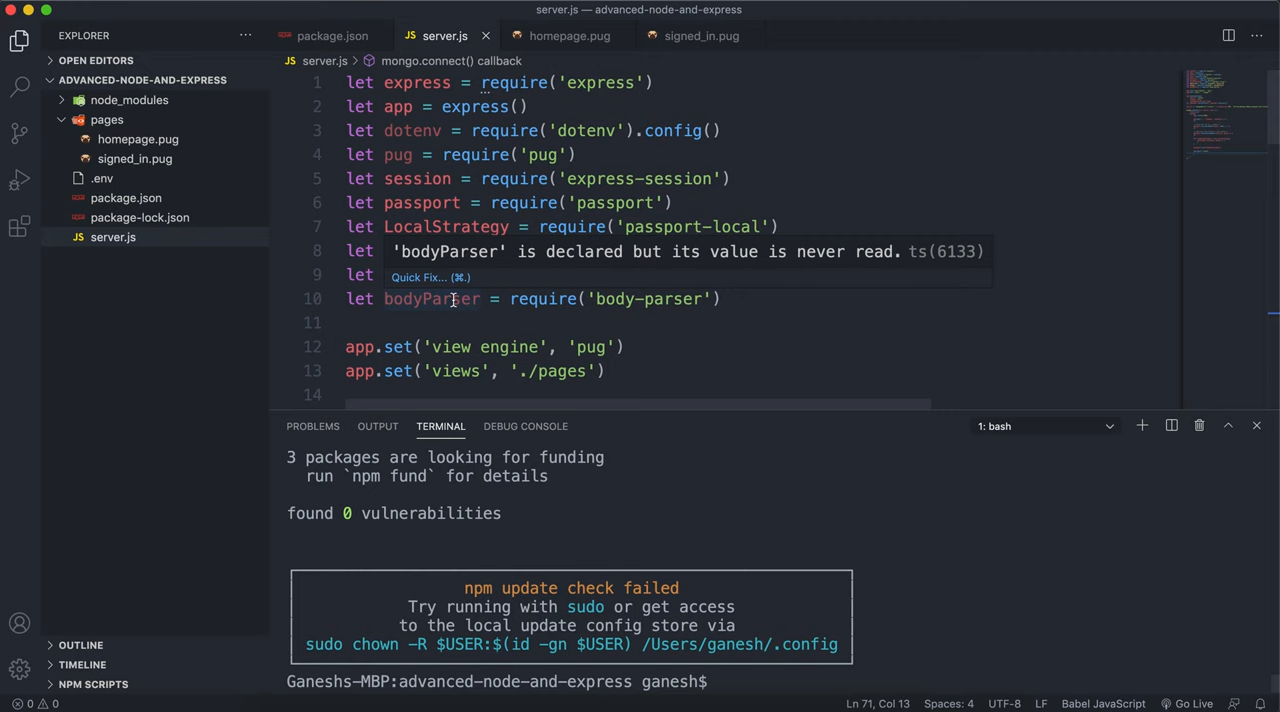 server.js — advanced-node-and-express
EXPLORER
package.json
server.js
homepage.pug
signed_in.pug
OPEN EDITORS
JS server.js
mongo.connect() callback
ADVANCED-NODE-AND-EXPRESS
node_modules
pages
homepage.pug
signed_in.pug
.env
package.json
package-lock.json
JS server.js
1 let express = require('express')
2 let app = express()
3 let dotenv = require('dotenv').config()
4 let pug = require('pug')
5 let session = require('express-session')
6 let passport = require('passport')
7 let LocalStrategy = require('passport-local')
8 let
'bodyParser' is declared but its value is never read. ts(6133)
9 let
Quick Fix... (⌘.)
10 let bodyParser = require('body-parser')
11
12 app.set('view engine', 'pug')
13 app.set('views', './pages')
14
PROBLEMS OUTPUT TERMINAL DEBUG CONSOLE
1: bash
3 packages are looking for funding
run `npm fund` for details
found 0 vulnerabilities
npm update check failed
Try running with sudo or get access
to the local update config store via
sudo chown -R $USER:$(id -gn $USER) /Users/ganesh/.config
Ganeshs-MBP:advanced-node-and-express ganesh$
OUTLINE
TIMELINE
NPM SCRIPTS
0 0
Ln 71, Col 13 Spaces: 4 UTF-8 LF Babel JavaScript Go Live